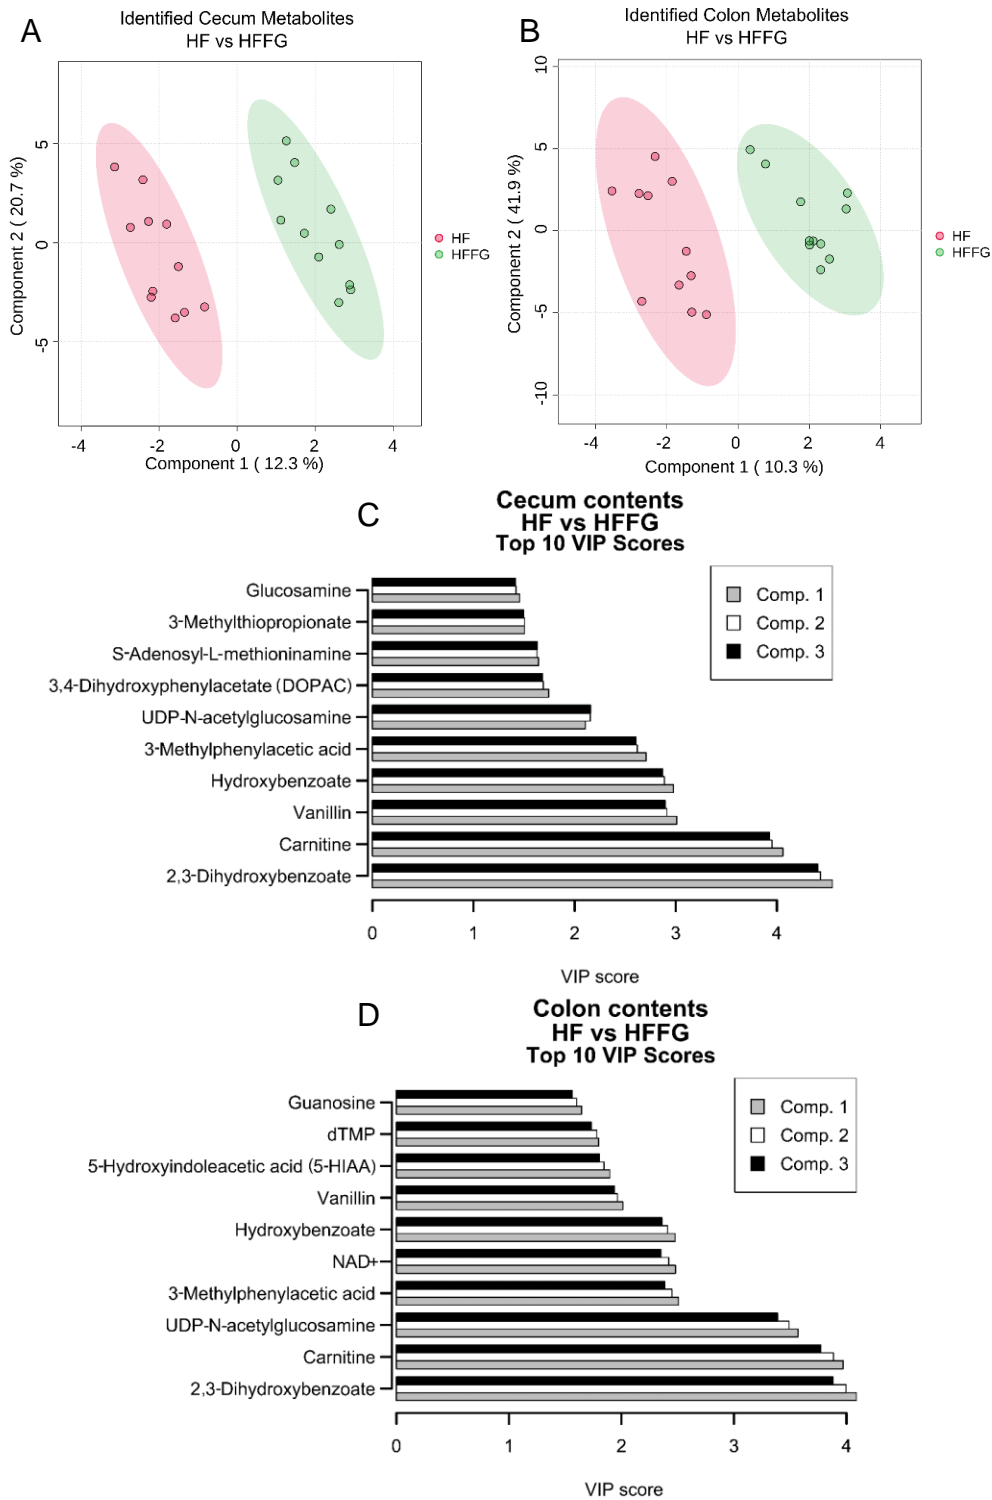 A
Identified Cecum Metabolites
HF vs HFFG
Component 2 ( 20.7 %)
5
0
-5
-4
-2
0
2
4
Component 1 ( 12.3 %)
HF
HFFG
B
Identified Colon Metabolites
HF vs HFFG
Component 2 ( 41.9 %)
10
5
0
-5
-10
-4
-2
0
2
4
Component 1 ( 10.3 %)
HF
HFFG
C
Cecum contents
HF vs HFFG
Top 10 VIP Scores
Comp. 1
Comp. 2
Comp. 3
Glucosamine
3-Methylthiopropionate
S-Adenosyl-L-methioninamine
3,4-Dihydroxyphenylacetate (DOPAC)
UDP-N-acetylglucosamine
3-Methylphenylacetic acid
Hydroxybenzoate
Vanillin
Carnitine
2,3-Dihydroxybenzoate
0
1
2
3
4
VIP score
D
Colon contents
HF vs HFFG
Top 10 VIP Scores
Comp. 1
Comp. 2
Comp. 3
Guanosine
dTMP
5-Hydroxyindoleacetic acid (5-HIAA)
Vanillin
Hydroxybenzoate
NAD+
3-Methylphenylacetic acid
UDP-N-acetylglucosamine
Carnitine
2,3-Dihydroxybenzoate
0
1
2
3
4
VIP score